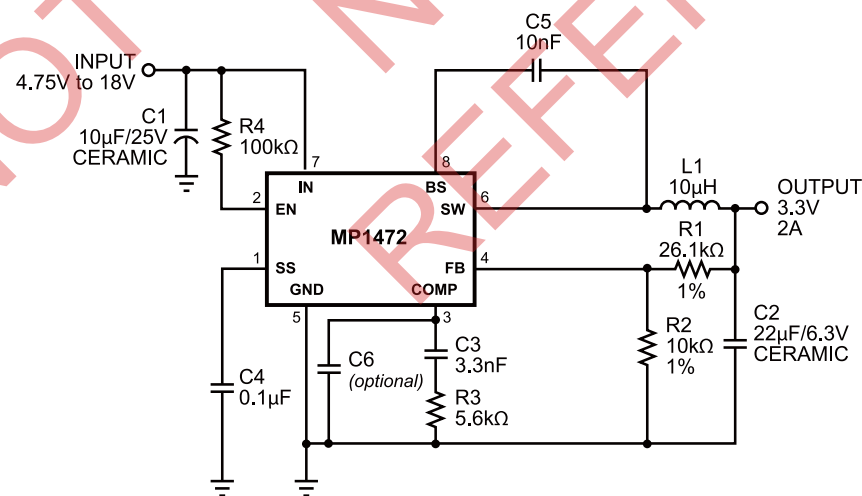 NOT
N
REFE
C5
10nF
INPUT
4.75V to 18V
C1
10µF/25V
CERAMIC
R4
100kΩ
7
8
IN
BS
2
EN
SW
6
MP1472
L1
10µH
OUTPUT
3.3V
2A
R1
26.1kΩ
1%
1
SS
FB
4
GND
COMP
5
3
C4
0.1µF
C6
(optional)
C3
3.3nF
R3
5.6kΩ
R2
10kΩ
1%
C2
22µF/6.3V
CERAMIC